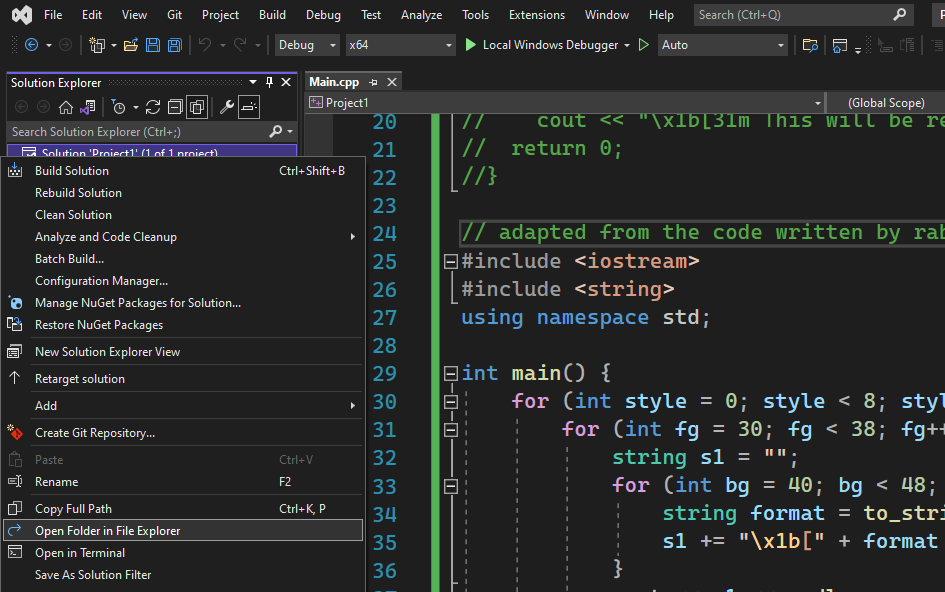 File Edit View Git Project Build Debug Test Analyze Tools Extensions Window Help Search (Ctrl+Q)
Debug x64 Local Windows Debugger Auto
Solution Explorer
Search Solution Explorer (Ctrl+;)
Solution 'Project1' (1 of 1 project)
Build Solution Ctrl+Shift+B
Rebuild Solution
Clean Solution
Analyze and Code Cleanup
Batch Build...
Configuration Manager...
Manage NuGet Packages for Solution...
Restore NuGet Packages
New Solution Explorer View
Retarget solution
Add
Create Git Repository...
Paste Ctrl+V
Rename F2
Copy Full Path Ctrl+K, P
Open Folder in File Explorer
Open in Terminal
Save As Solution Filter
Main.cpp
Project1 (Global Scope)
20 // cout << "\x1b[31m This will be re
21 // return 0;
22 //}
23
24 // adapted from the code written by rab
25 #include <iostream>
26 #include <string>
27 using namespace std;
28
29 int main() {
30 for (int style = 0; style < 8; styl
31 for (int fg = 30; fg < 38; fg++
32 string s1 = "";
33 for (int bg = 40; bg < 48;
34 string format = to_stri
35 s1 += "\x1b[" + format
36 }